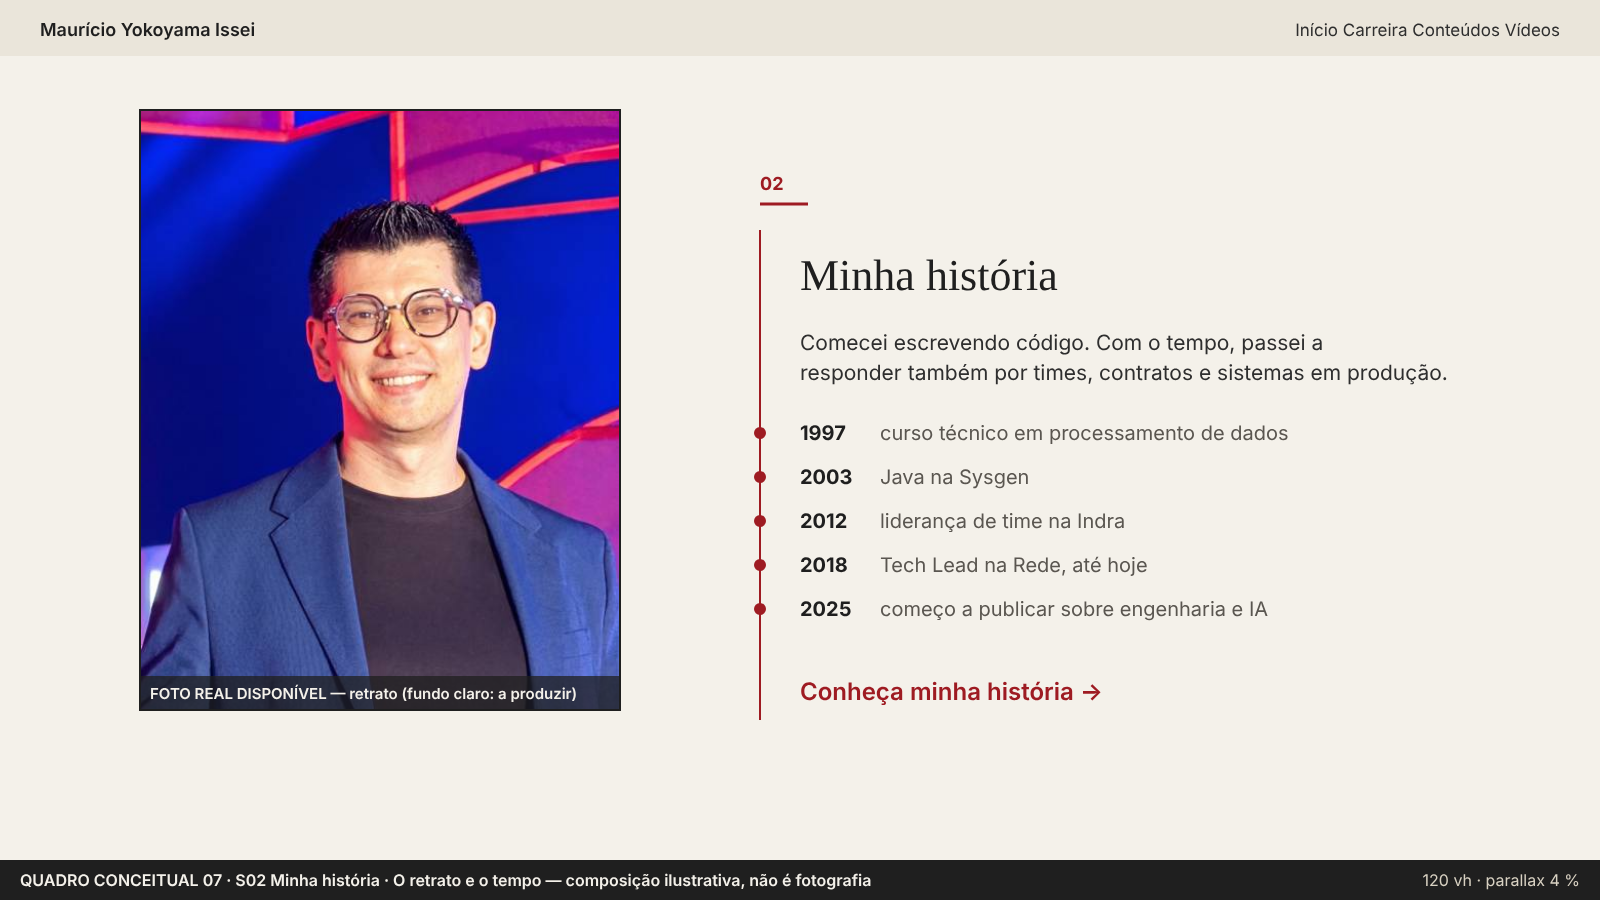 Maurício Yokoyama Issei
Início Carreira Conteúdos Vídeos
02
Minha história
Comecei escrevendo código. Com o tempo, passei a
responder também por times, contratos e sistemas em produção.
1997 curso técnico em processamento de dados
2003 Java na Sysgen
2012 liderança de time na Indra
2018 Tech Lead na Rede, até hoje
2025 começo a publicar sobre engenharia e IA
Conheça minha história →
FOTO REAL DISPONÍVEL — retrato (fundo claro: a produzir)
QUADRO CONCEITUAL 07 · S02 Minha história · O retrato e o tempo — composição ilustrativa, não é fotografia
120 vh · parallax 4 %